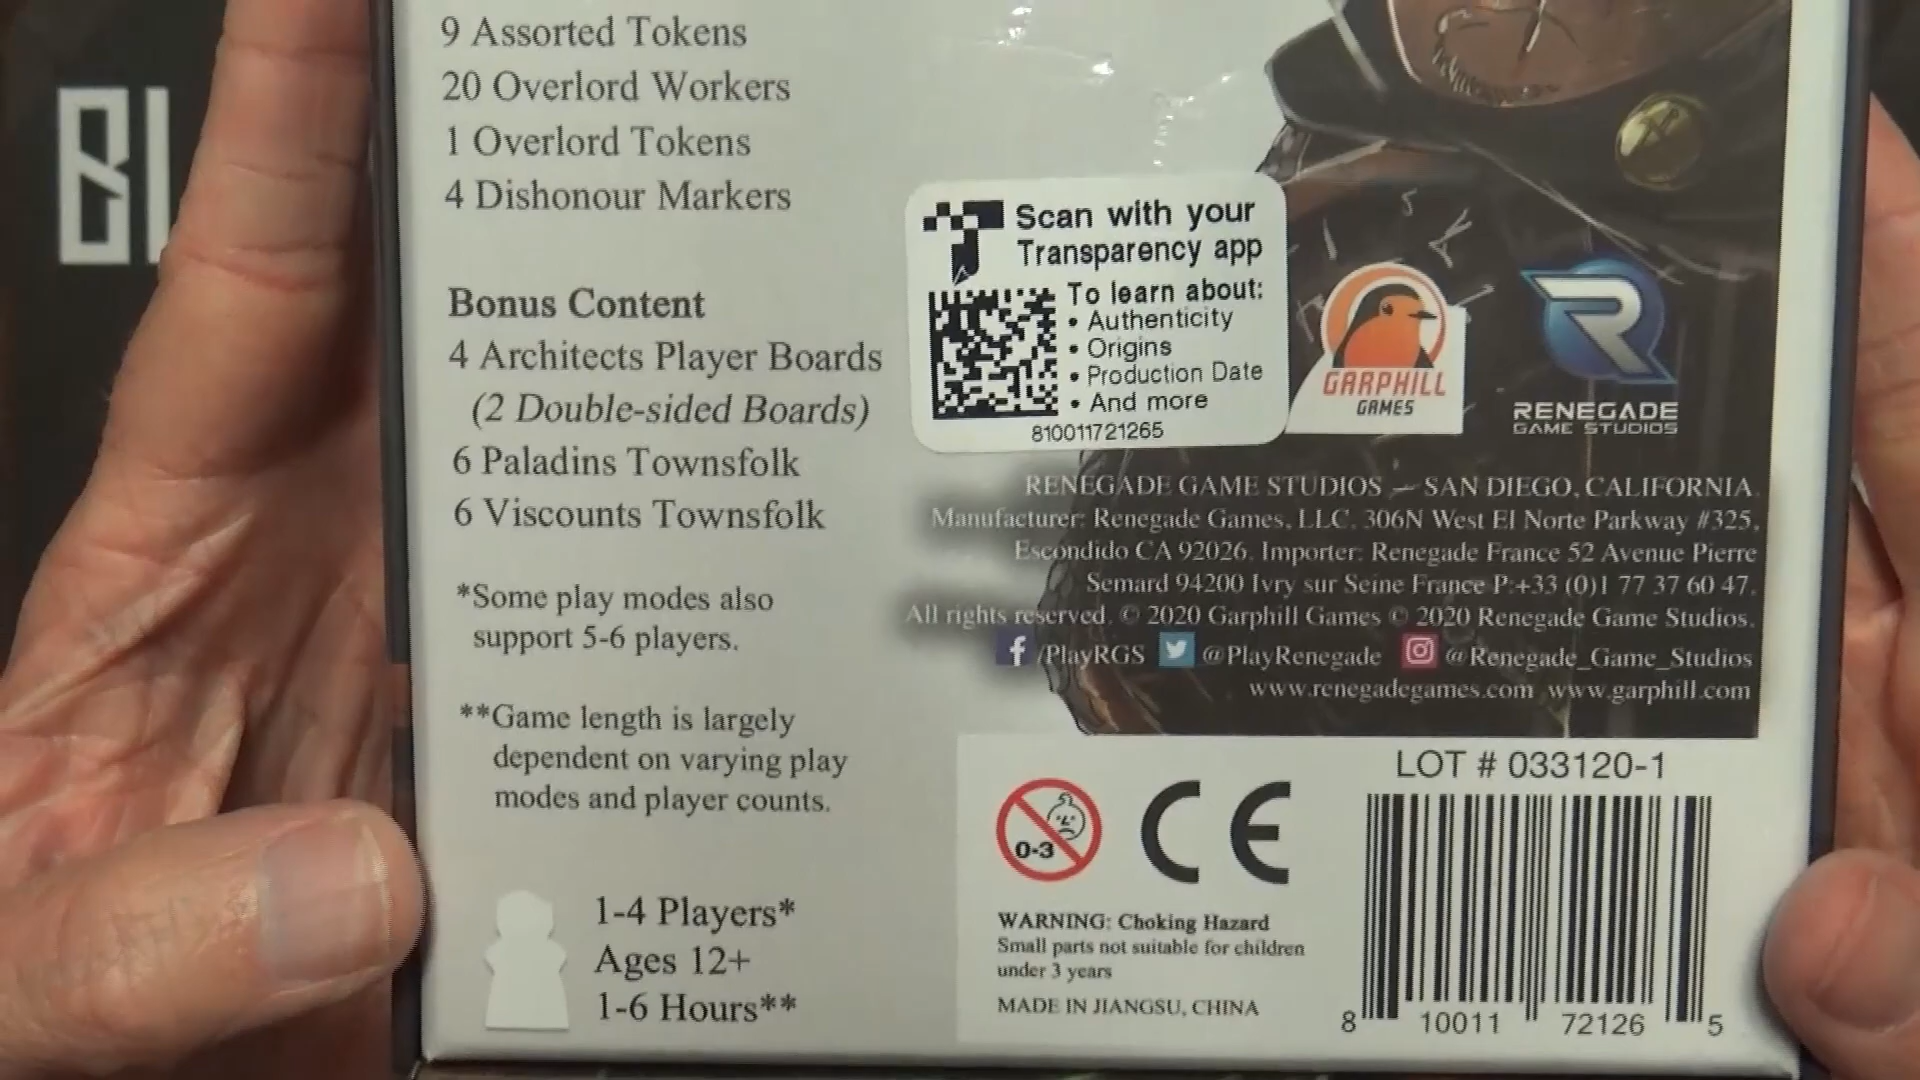 BI
9 Assorted Tokens
20 Overlord Workers
1 Overlord Tokens
4 Dishonour Markers
Bonus Content
4 Architects Player Boards
(2 Double-sided Boards)
6 Paladins Townsfolk
6 Viscounts Townsfolk
*Some play modes also
support 5-6 players.
**Game length is largely
dependent on varying play
modes and player counts.
1-4 Players*
Ages 12+
1-6 Hours**
Scan with your
Transparency app
To learn about:
• Authenticity
• Origins
• Production Date
• And more
810011721265
GARPHILL
GAMES
RENEGADE
GAME STUDIOS
RENEGADE GAME STUDIOS — SAN DIEGO, CALIFORNIA.
Manufacturer: Renegade Games, LLC. 306N West El Norte Parkway #325,
Escondido CA 92026. Importer: Renegade France 52 Avenue Pierre
Semard 94200 Ivry sur Seine France P:+33 (0)1 77 37 60 47.
All rights reserved. © 2020 Garphill Games © 2020 Renegade Game Studios.
f /PlayRGS @PlayRenegade @Renegade_Game_Studios
www.renegadegames.com www.garphill.com
LOT # 033120-1
0-3
CE
WARNING: Choking Hazard
Small parts not suitable for children
under 3 years
MADE IN JIANGSU, CHINA
8 10011 72126 5